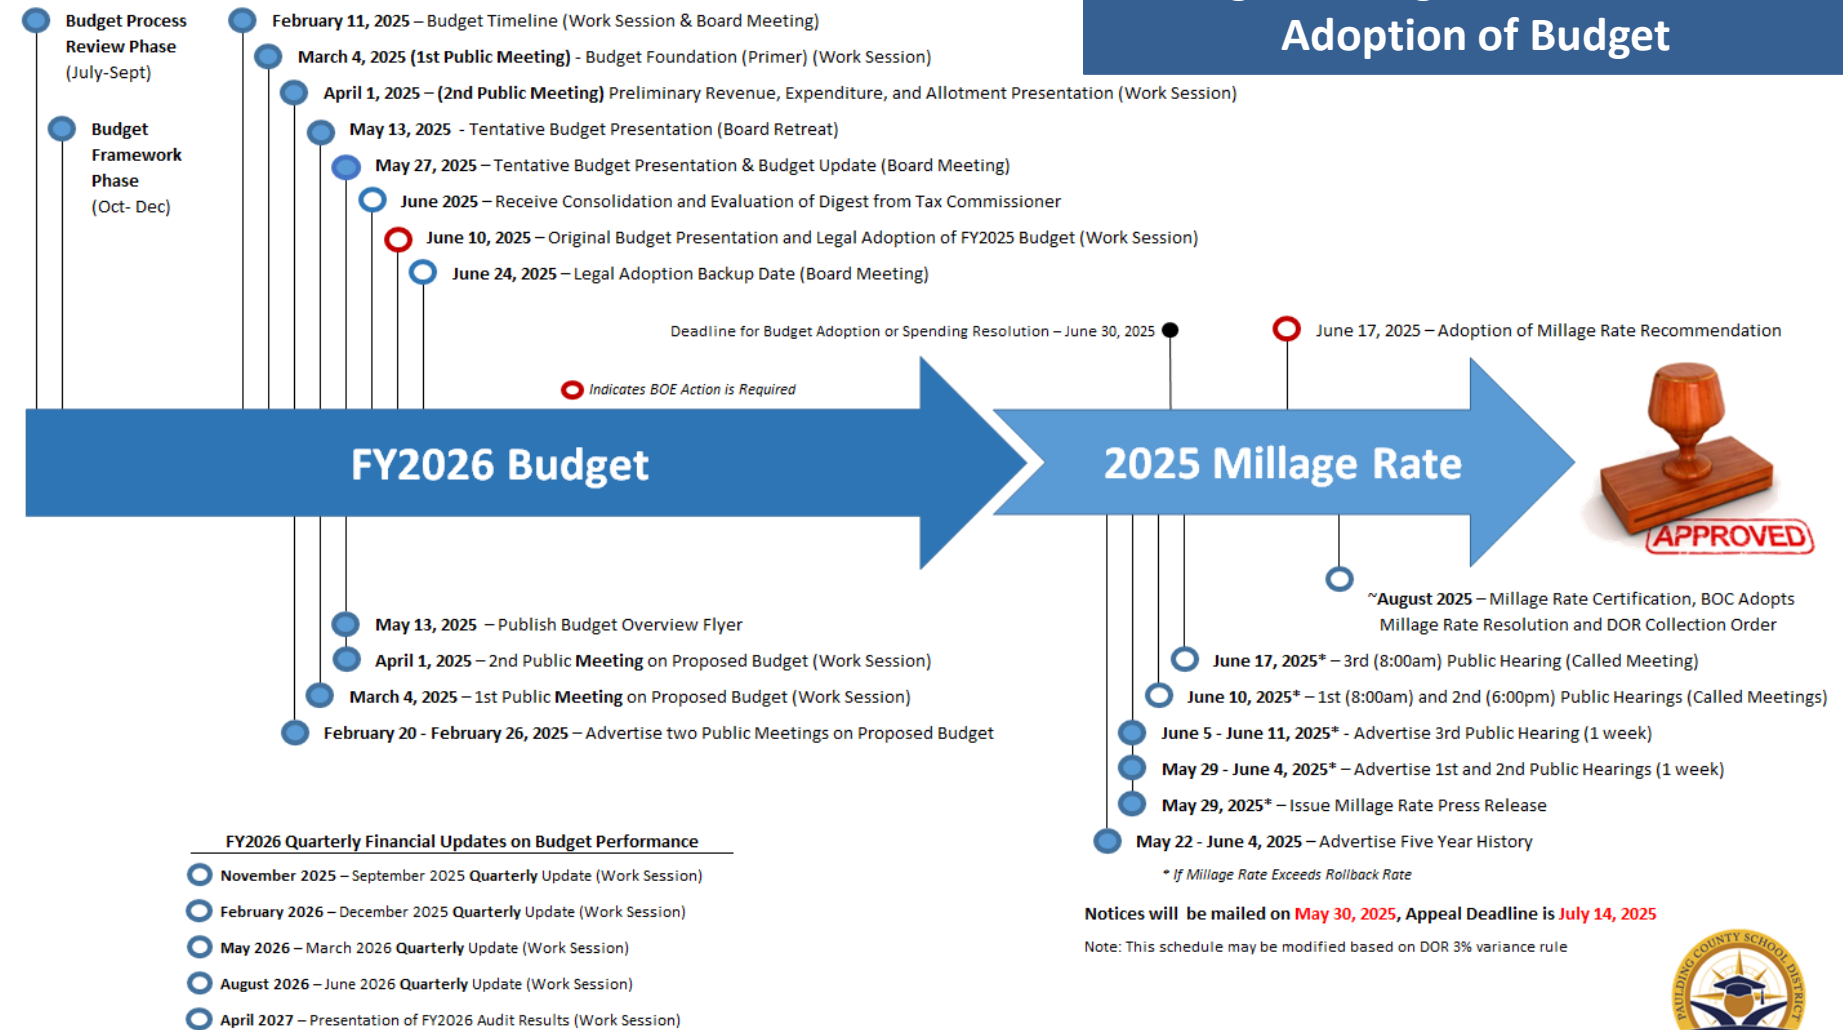 Adoption of Budget
Budget Process
Review Phase
(July-Sept)
Budget
Framework
Phase
(Oct- Dec)
February 11, 2025 – Budget Timeline (Work Session & Board Meeting)
March 4, 2025 (1st Public Meeting) - Budget Foundation (Primer) (Work Session)
April 1, 2025 – (2nd Public Meeting) Preliminary Revenue, Expenditure, and Allotment Presentation (Work Session)
May 13, 2025 - Tentative Budget Presentation (Board Retreat)
May 27, 2025 – Tentative Budget Presentation & Budget Update (Board Meeting)
June 2025 – Receive Consolidation and Evaluation of Digest from Tax Commissioner
June 10, 2025 – Original Budget Presentation and Legal Adoption of FY2025 Budget (Work Session)
June 24, 2025 – Legal Adoption Backup Date (Board Meeting)
Deadline for Budget Adoption or Spending Resolution – June 30, 2025
June 17, 2025 – Adoption of Millage Rate Recommendation
Indicates BOE Action is Required
FY2026 Budget
2025 Millage Rate
APPROVED
May 13, 2025 – Publish Budget Overview Flyer
April 1, 2025 – 2nd Public Meeting on Proposed Budget (Work Session)
March 4, 2025 – 1st Public Meeting on Proposed Budget (Work Session)
February 20 - February 26, 2025 – Advertise two Public Meetings on Proposed Budget
~August 2025 – Millage Rate Certification, BOC Adopts
Millage Rate Resolution and DOR Collection Order
June 17, 2025* – 3rd (8:00am) Public Hearing (Called Meeting)
June 10, 2025* – 1st (8:00am) and 2nd (6:00pm) Public Hearings (Called Meetings)
June 5 - June 11, 2025* - Advertise 3rd Public Hearing (1 week)
May 29 - June 4, 2025* – Advertise 1st and 2nd Public Hearings (1 week)
May 29, 2025* – Issue Millage Rate Press Release
May 22 - June 4, 2025 – Advertise Five Year History
* If Millage Rate Exceeds Rollback Rate
Notices will be mailed on May 30, 2025, Appeal Deadline is July 14, 2025
Note: This schedule may be modified based on DOR 3% variance rule
FY2026 Quarterly Financial Updates on Budget Performance
November 2025 – September 2025 Quarterly Update (Work Session)
February 2026 – December 2025 Quarterly Update (Work Session)
May 2026 – March 2026 Quarterly Update (Work Session)
August 2026 – June 2026 Quarterly Update (Work Session)
April 2027 – Presentation of FY2026 Audit Results (Work Session)
PAULDING COUNTY SCHOOL DISTRICT